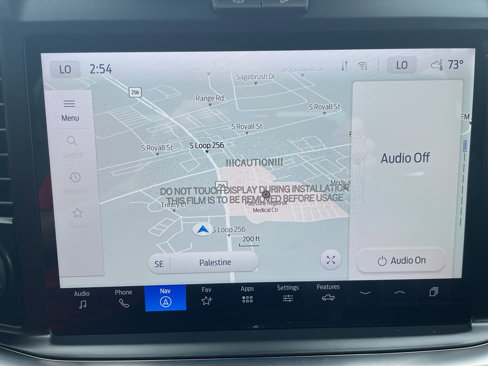 LO
2:54
LO
73°
Menu
256
Sagebrush Dr
Range Rd
S Royall St
S Royall St
S Royall St
S Loop 256
!!!CAUTION!!!
DO NOT TOUCH DISPLAY DURING INSTALLATION
THIS FILM IS TO BE REMOVED BEFORE USAGE
Regional
Medical Ctr
S Loop 256
200 ft
SE
Palestine
Audio Off
Audio On
FM
Audio
Phone
Nav
Fav
Apps
Settings
Features